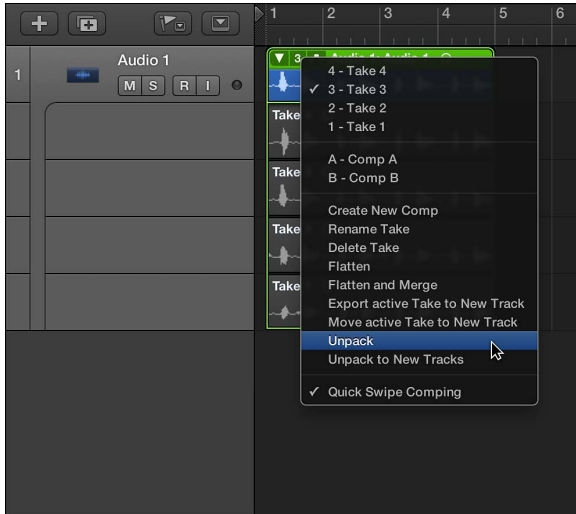 1 2 3 4 5 6
1 Audio 1
M S R I
3
4 - Take 4
✓ 3 - Take 3
2 - Take 2
1 - Take 1
Take
A - Comp A
B - Comp B
Take
Create New Comp
Rename Take
Take
Delete Take
Flatten
Flatten and Merge
Take
Export active Take to New Track
Move active Take to New Track
Unpack
Unpack to New Tracks
✓ Quick Swipe Comping